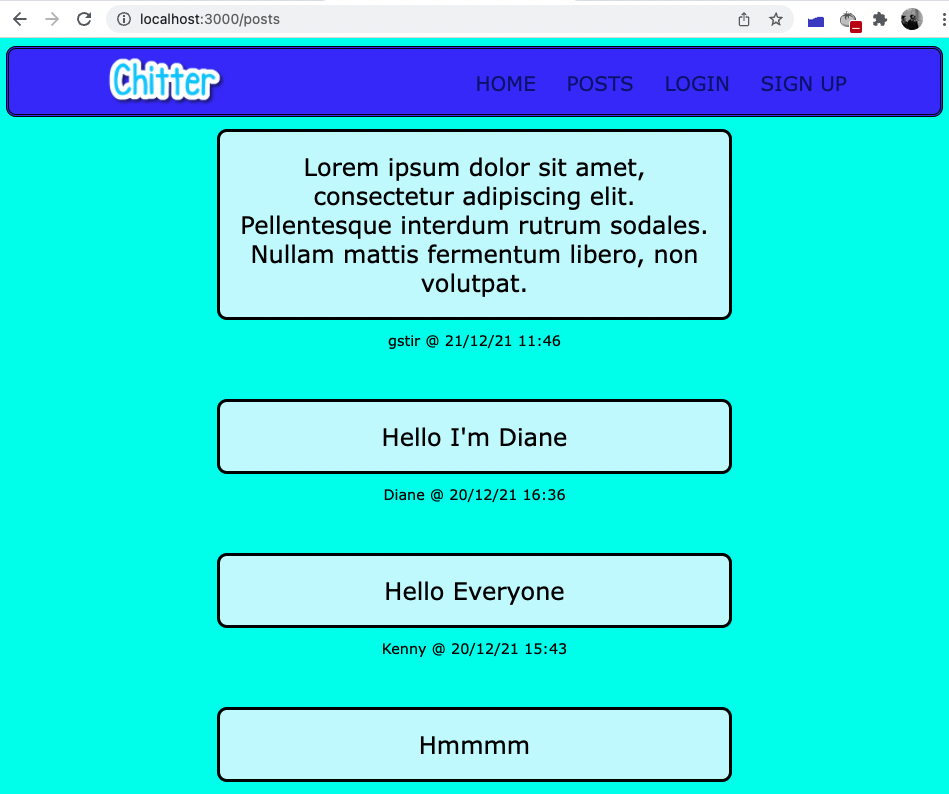 localhost:3000/posts
Chitter
HOME POSTS LOGIN SIGN UP
Lorem ipsum dolor sit amet,
consectetur adipiscing elit.
Pellentesque interdum rutrum sodales.
Nullam mattis fermentum libero, non
volutpat.
gstir @ 21/12/21 11:46
Hello I'm Diane
Diane @ 20/12/21 16:36
Hello Everyone
Kenny @ 20/12/21 15:43
Hmmmm